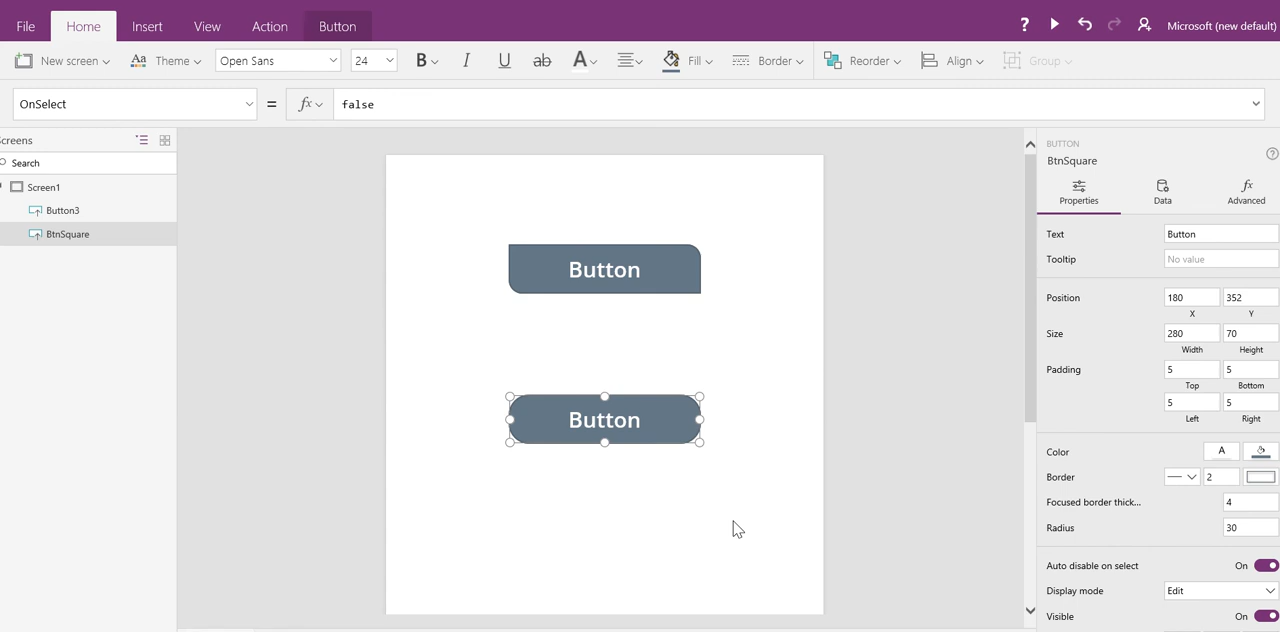 File Home Insert View Action Button ? Microsoft (new default)
New screen Aa Theme Open Sans 24 B I U ab A Fill Border Reorder Align Group
OnSelect = fx false
Screens
Search
Screen1
Button3
BtnSquare
Button
Button
BUTTON
BtnSquare
?
Properties Data fx Advanced
Text Button
Tooltip No value
Position 180 352
X Y
Size 280 70
Width Height
Padding 5 5
Top Bottom
5 5
Left Right
Color A
Border 2
Focused border thick... 4
Radius 30
Auto disable on select On
Display mode Edit
Visible On